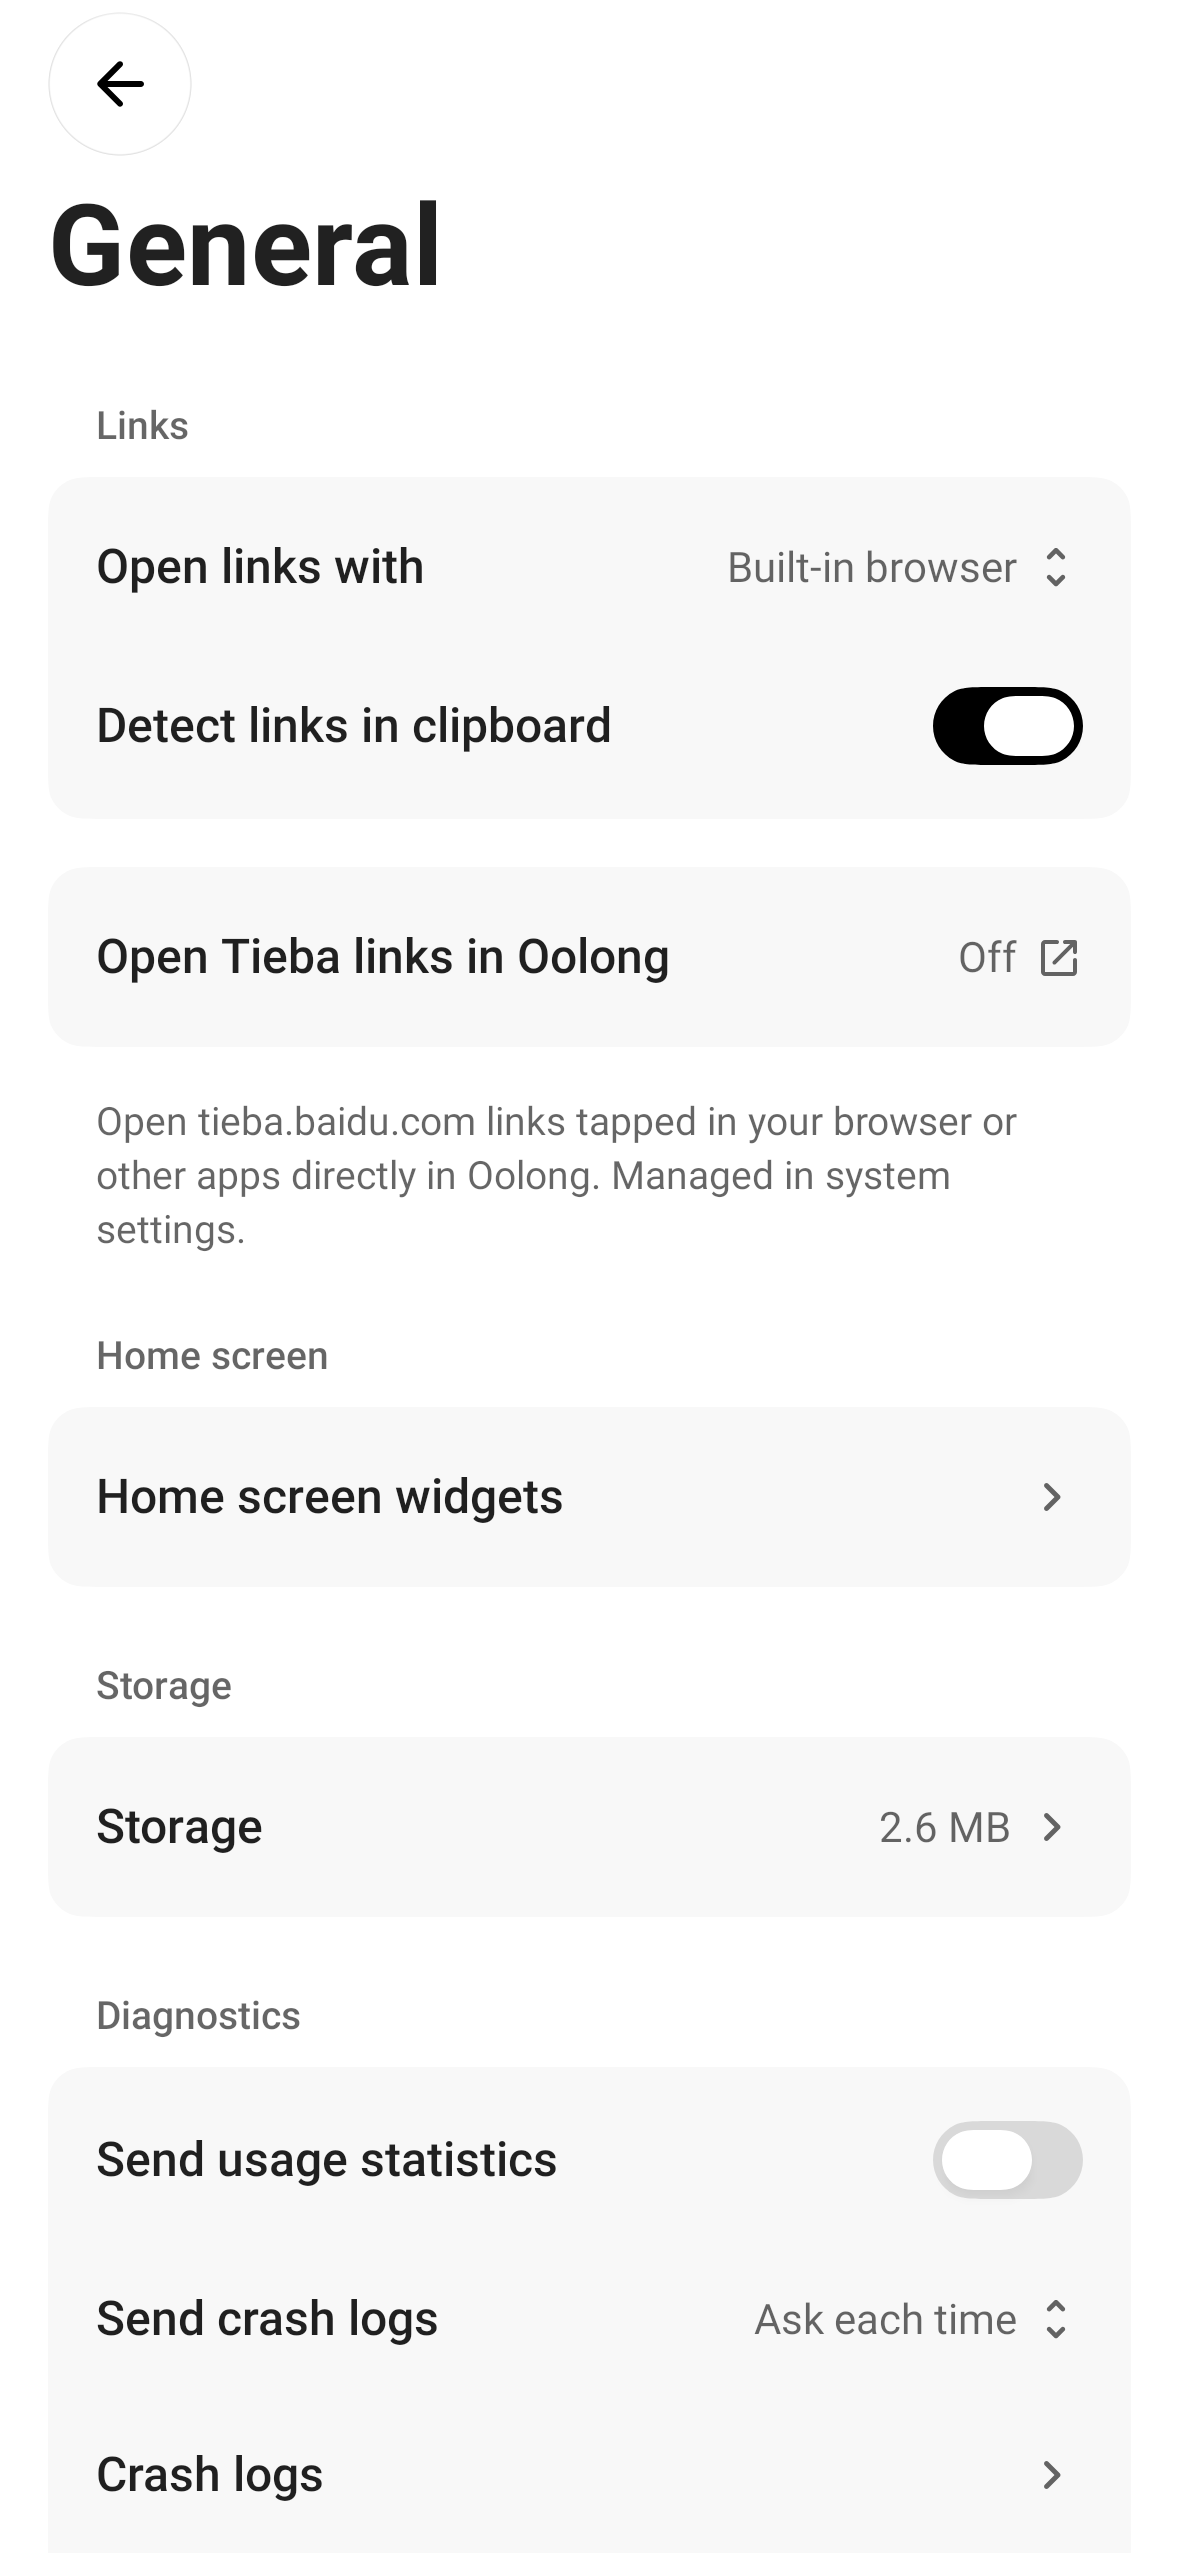 General
Links
Open links with
Built-in browser
Detect links in clipboard
Open Tieba links in Oolong
Off
Open tieba.baidu.com links tapped in your browser or
other apps directly in Oolong. Managed in system
settings.
Home screen
Home screen widgets
Storage
Storage
2.6 MB
Diagnostics
Send usage statistics
Send crash logs
Ask each time
Crash logs